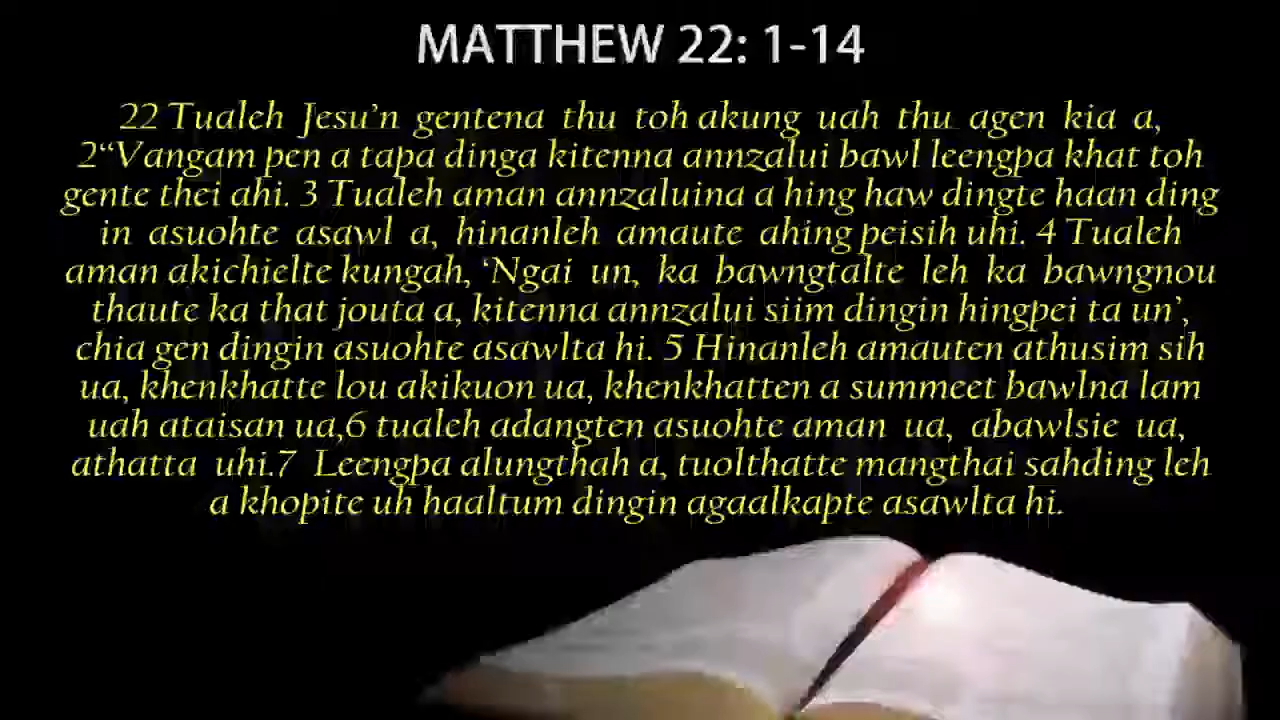 MATTHEW 22: 1-14
22 Tualeh Jesu’n gentena thu toh akung uah thu agen kia a,
2“Vangam pen a tapa dinga kitenna annzalui bawl leengpa khat toh
gente thei ahi. 3 Tualeh aman annzaluina a hing haw dingte haan ding
in asuohte asawl a, hinanleh amaute ahing peisih uhi. 4 Tualeh
aman akichielte kungah, ‘Ngai un, ka bawngtalte leh ka bawngnou
thaute ka that jouta a, kitenna annzalui siim dingin hingpei ta un’,
chia gen dingin asuohte asawlta hi. 5 Hinanleh amauten athusim sih
ua, khenkhatte lou akikuon ua, khenkhatten a summeet bawlna lam
uah ataisan ua,6 tualeh adangten asuohte aman ua, abawlsie ua,
athatta uhi.7 Leengpa alungthah a, tuolthatte mangthai sahding leh
a khopite uh haaltum dingin agaalkapte asawlta hi.